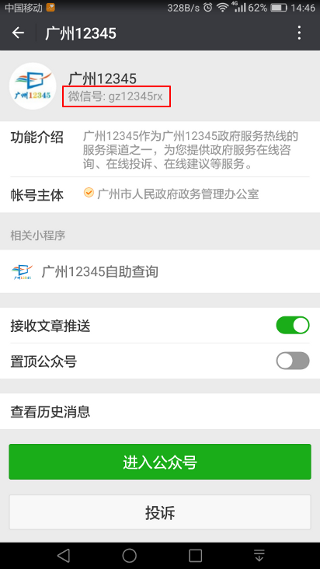 中国移动 328B/s 4G 62% 14:46
广州12345
广州12345
广州12345
微信号: gz12345rx
功能介绍 广州12345作为广州12345政府服务热线的
服务渠道之一，为您提供政府服务在线咨
询、在线投诉、在线建议等服务。
帐号主体 广州市人民政府政务管理办公室
相关小程序
广州12345自助查询
接收文章推送
置顶公众号
查看历史消息
进入公众号
投诉